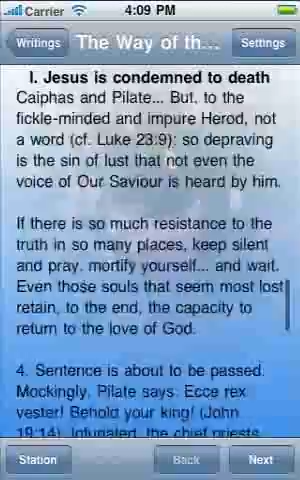 Carrier 4:09 PM
Writings The Way of th... Settings
I. Jesus is condemned to death
Caiphas and Pilate... But, to the
fickle-minded and impure Herod, not
a word (cf. Luke 23:9): so depraving
is the sin of lust that not even the
voice of Our Saviour is heard by him.
If there is so much resistance to the
truth in so many places, keep silent
and pray, mortify yourself... and wait.
Even those souls that seem most lost
retain, to the end, the capacity to
return to the love of God.
4. Sentence is about to be passed.
Mockingly, Pilate says: Ecce rex
vester! Behold your king! (John
19:14). Infuriated, the chief priests
Station Back Next